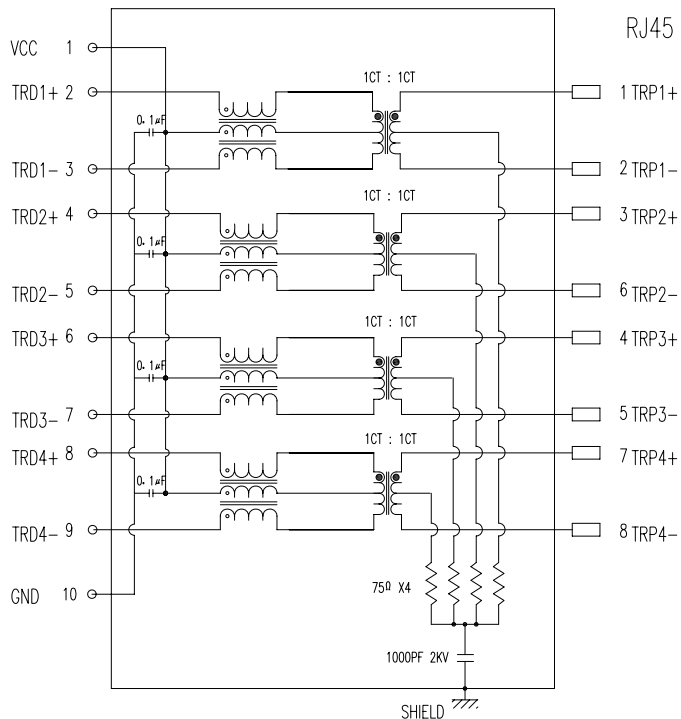 RJ45
VCC 1
1CT : 1CT
TRD1+ 2
1 TRP1+
0.1µF
TRD1- 3
2 TRP1-
1CT : 1CT
TRD2+ 4
3 TRP2+
0.1µF
TRD2- 5
6 TRP2-
1CT : 1CT
TRD3+ 6
4 TRP3+
0.1µF
TRD3- 7
5 TRP3-
1CT : 1CT
TRD4+ 8
7 TRP4+
0.1µF
TRD4- 9
8 TRP4-
75Ω X4
GND 10
1000PF 2KV
SHIELD